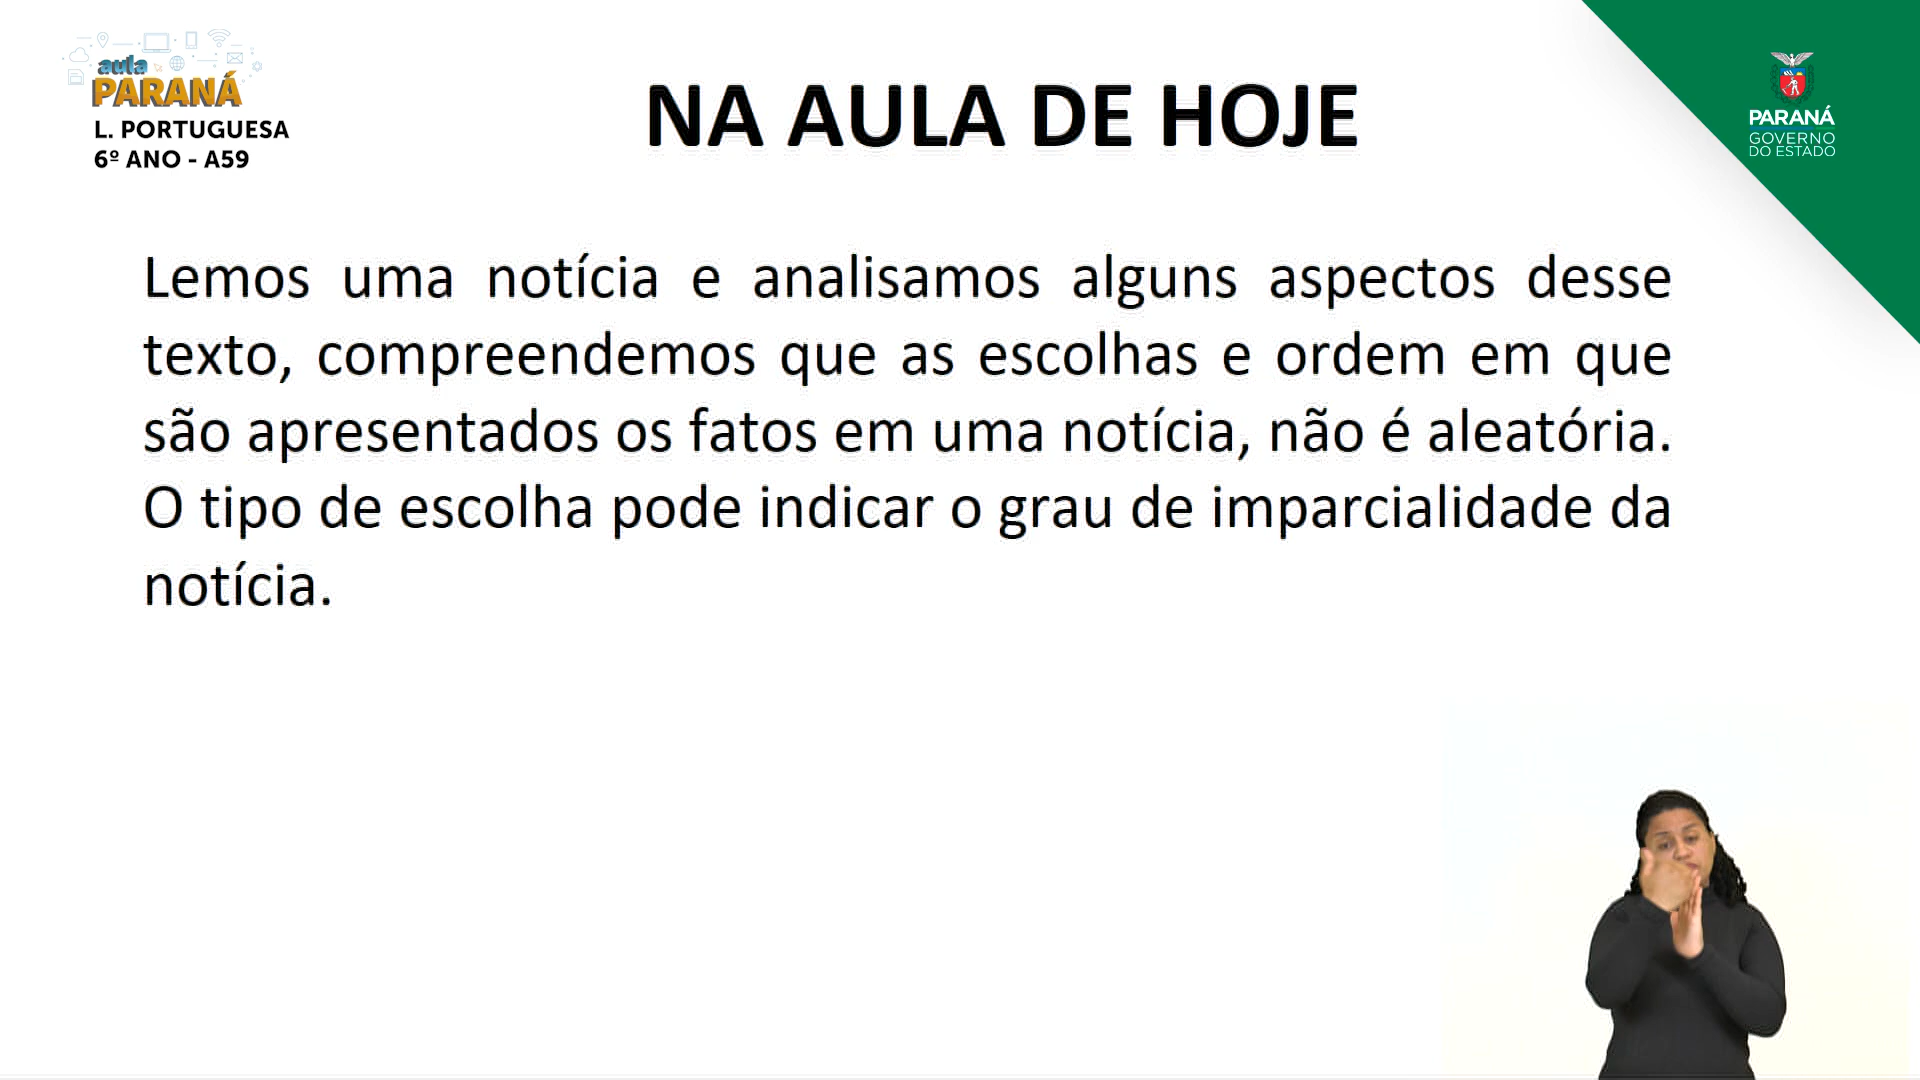 aula
PARANÁ
L. PORTUGUESA
6º ANO - A59
NA AULA DE HOJE
PARANÁ
GOVERNO
DO ESTADO
Lemos uma notícia e analisamos alguns aspectos desse
texto, compreendemos que as escolhas e ordem em que
são apresentados os fatos em uma notícia, não é aleatória.
O tipo de escolha pode indicar o grau de imparcialidade da
notícia.